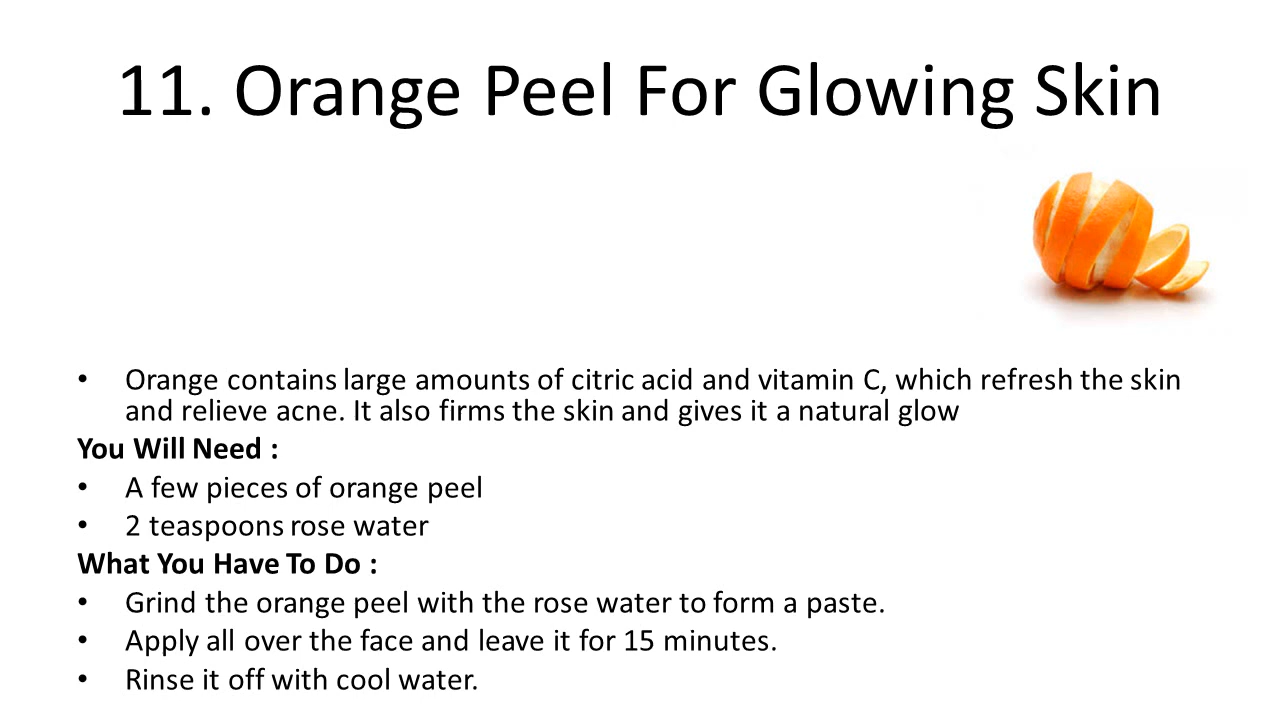 11. Orange Peel For Glowing Skin
• Orange contains large amounts of citric acid and vitamin C, which refresh the skin
and relieve acne. It also firms the skin and gives it a natural glow
You Will Need :
• A few pieces of orange peel
• 2 teaspoons rose water
What You Have To Do :
• Grind the orange peel with the rose water to form a paste.
• Apply all over the face and leave it for 15 minutes.
• Rinse it off with cool water.